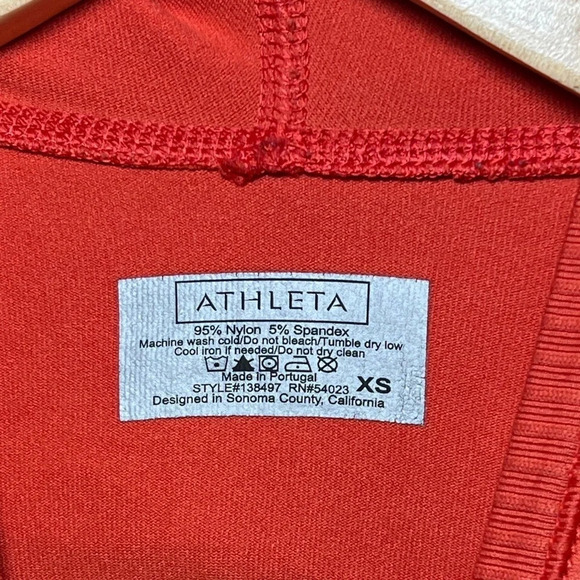 ATHLETA
95% Nylon 5% Spandex
Machine wash cold/Do not bleach/Tumble dry low
Cool iron if needed/Do not dry clean
Made in Portugal
STYLE#138497 RN#54023 XS
Designed in Sonoma County, California